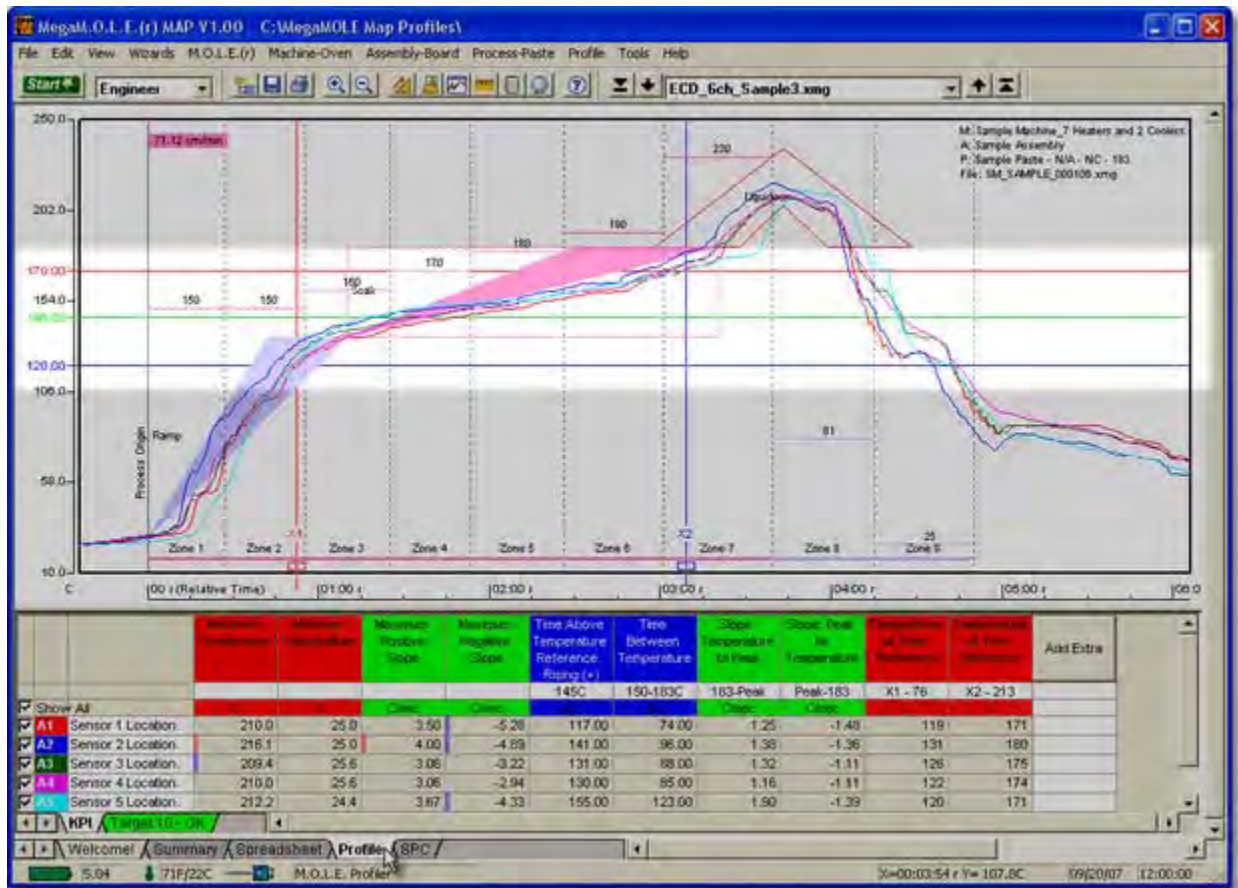 MegaM.O.L.E.(r) MAP V1.00 C:\MegaMOLE Map Profiles\
File Edit View Wizards M.O.L.E.(r) Machine-Oven Assembly-Board Process-Paste Profile Tools Help
Start Engineer ECD_6ch_Sample3.xmg
250.0
71.12 cm/min
M: Sample Machine_7 Heaters and 2 Coolers
A: Sample Assembly
P: Sample Paste - N/A - NC - 183
File: SM_SAMPLE_000106.xmg
230
Liquidus
202.0
190
180
170
170.00
160
Soak
154.0
150 150
120.00
106.0
Ramp
81
Process Origin
58.0
X1 X2
25
Zone 1 Zone 2 Zone 3 Zone 4 Zone 5 Zone 6 Zone 7 Zone 8 Zone 9
10.0
C 00 r (Relative Time) 01:00 r 02:00 r 03:00 r 04:00 r 05:00 r 06:0
Maximum Positive Slope
Maximum Negative Slope
Time Above Temperature Reference Rising (+)
Time Between Temperature
Slope Temperature to Peak
Slope: Peak to Temperature
Add Extra
145C 150-183C 183-Peak Peak-183 X1 - 76 X2 - 213
Show All
A1 Sensor 1 Location. 210.0 25.0 3.50 -5.28 117.00 74.00 1.25 -1.48 119 171
A2 Sensor 2 Location. 216.1 25.0 4.00 -4.89 141.00 96.00 1.38 -1.36 131 180
A3 Sensor 3 Location. 209.4 25.6 3.06 -3.22 131.00 88.00 1.32 -1.11 126 175
A4 Sensor 4 Location. 210.0 25.6 3.06 -2.94 130.00 85.00 1.16 -1.11 122 174
A5 Sensor 5 Location. 212.2 24.4 3.67 -4.33 155.00 123.00 1.90 -1.39 120 171
KPI Target 10 - OK
Welcome! Summary Spreadsheet Profile SPC
5.04 71F/22C M.O.L.E. Profiler X=00:03:54 r Y= 107.8C 09/20/07 12:00:00